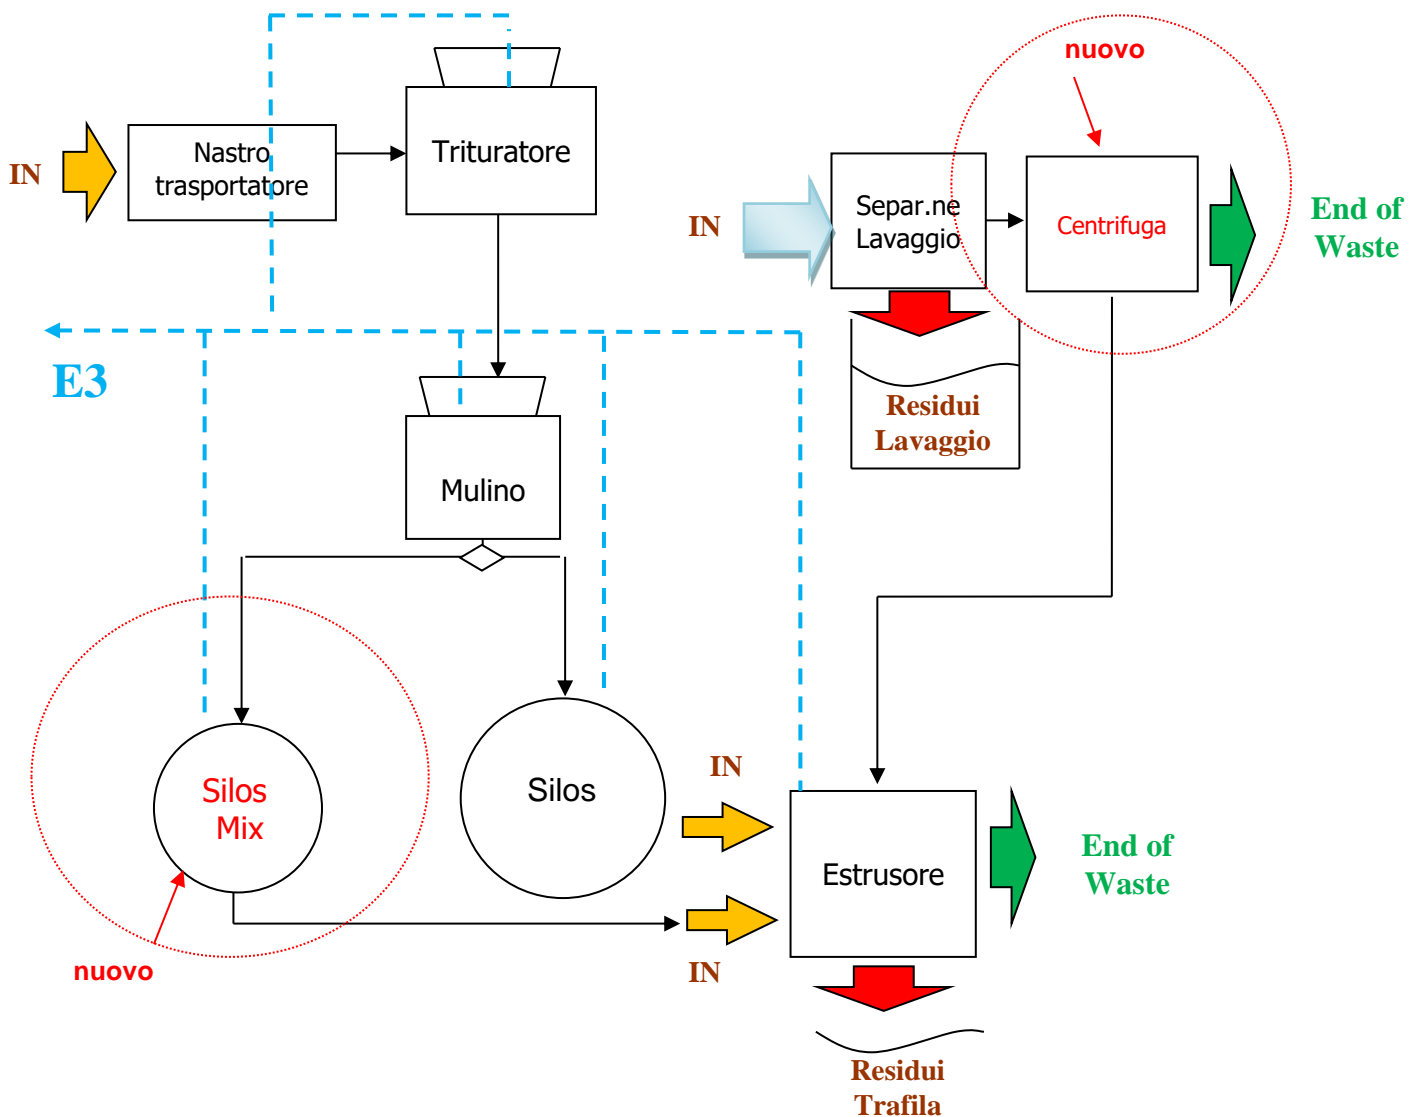 nuovo
Nastro
trasportatore
Trituratore
IN
Separ.ne
Lavaggio
Centrifuga
IN
End of
Waste
E3
Residui
Lavaggio
Mulino
Silos
Mix
Silos
IN
Estrusore
End of
Waste
IN
nuovo
Residui
Trafila